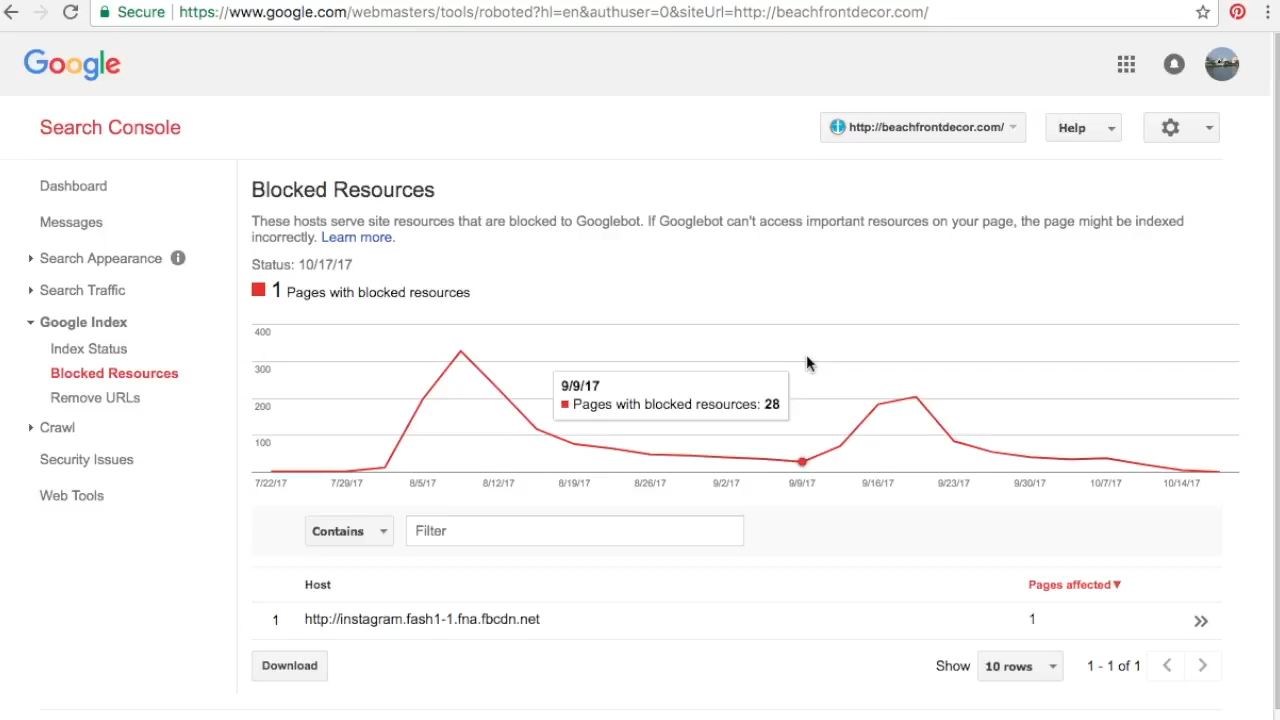 Secure https://www.google.com/webmasters/tools/roboted?hl=en&authuser=0&siteUrl=http://beachfrontdecor.com/
Google
Search Console
http://beachfrontdecor.com/
Help
Dashboard
Messages
Search Appearance
Search Traffic
Google Index
Index Status
Blocked Resources
Remove URLs
Crawl
Security Issues
Web Tools
Blocked Resources
These hosts serve site resources that are blocked to Googlebot. If Googlebot can't access important resources on your page, the page might be indexed
incorrectly. Learn more.
Status: 10/17/17
1 Pages with blocked resources
400
300
200
100
9/9/17
Pages with blocked resources: 28
7/22/17 7/29/17 8/5/17 8/12/17 8/19/17 8/26/17 9/2/17 9/9/17 9/16/17 9/23/17 9/30/17 10/7/17 10/14/17
Contains Filter
Host Pages affected▼
1 http://instagram.fash1-1.fna.fbcdn.net 1
Download Show 10 rows 1 - 1 of 1